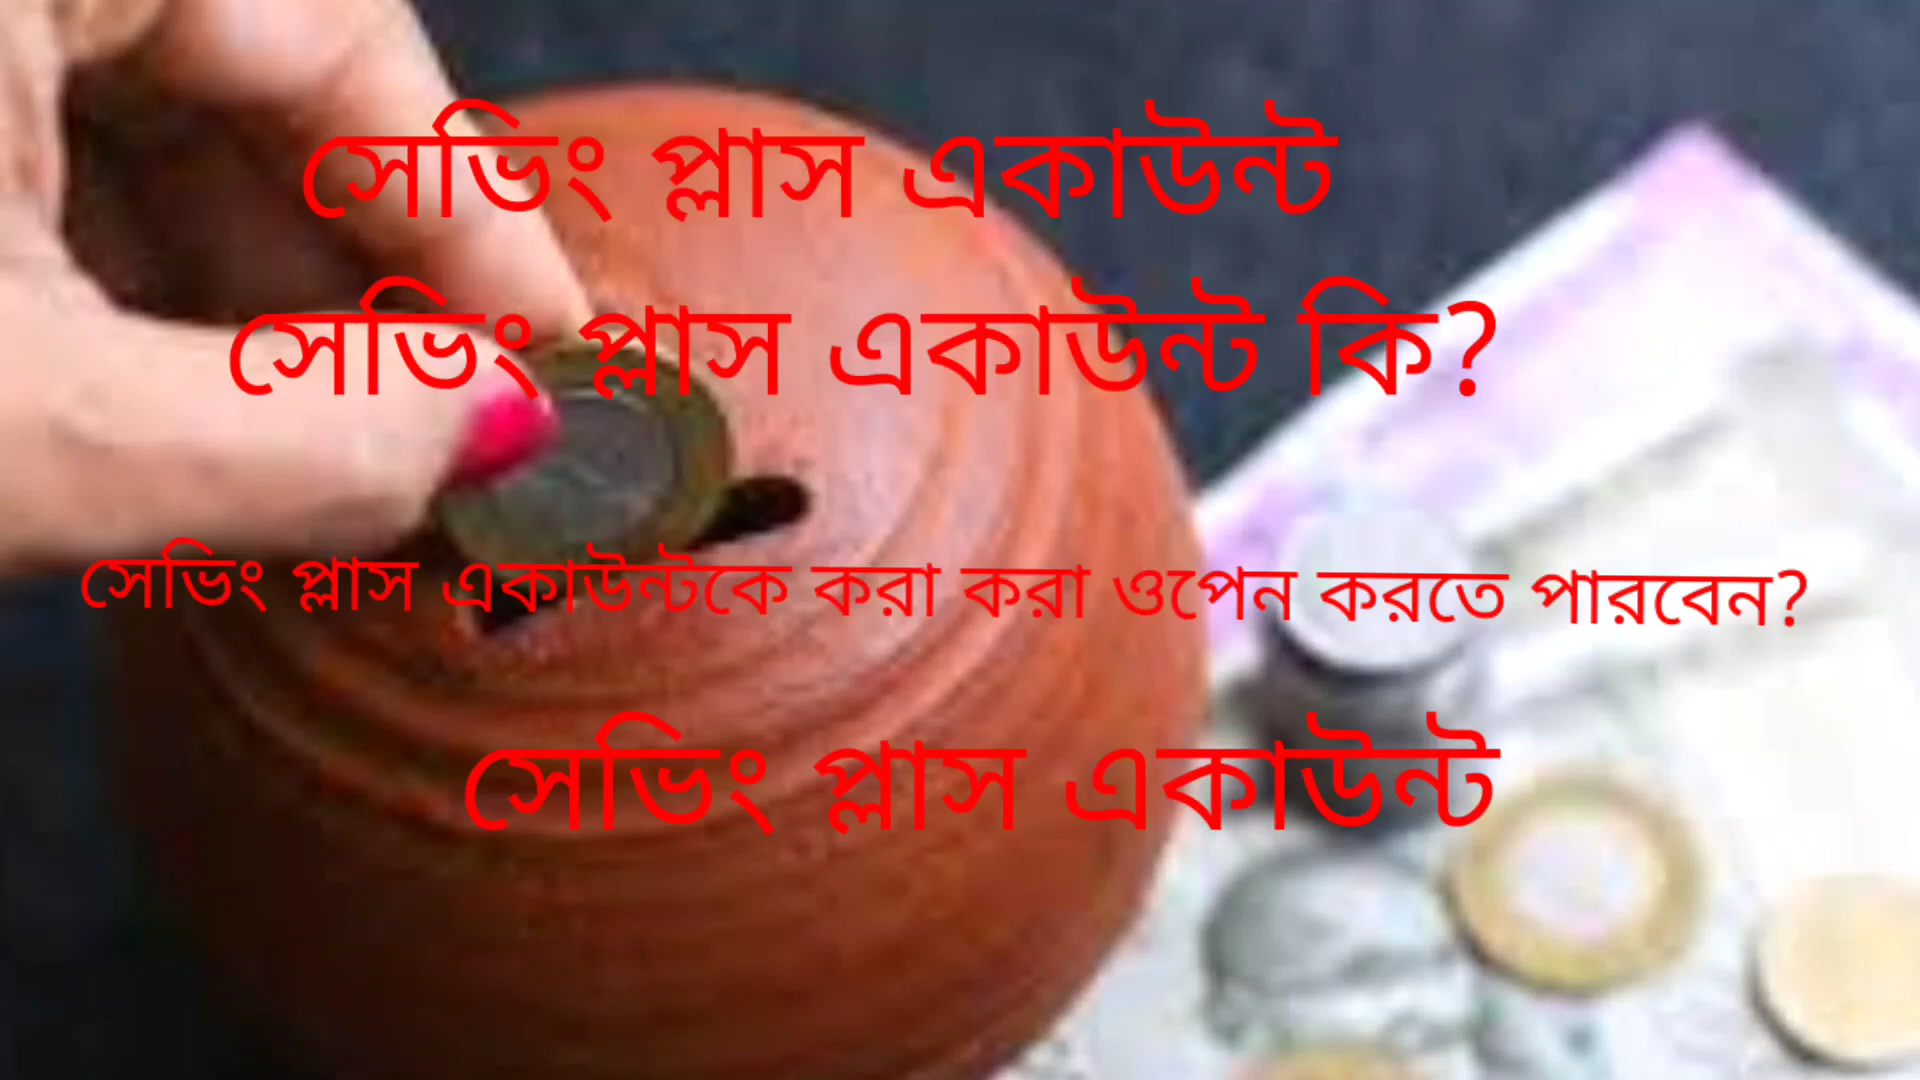 সেভিং প্লাস একাউন্ট
সেভিং প্লাস একাউন্ট কি?
সেভিং প্লাস একাউন্টকে করা করা ওপেন করতে পারবেন?
সেভিং প্লাস একাউন্ট